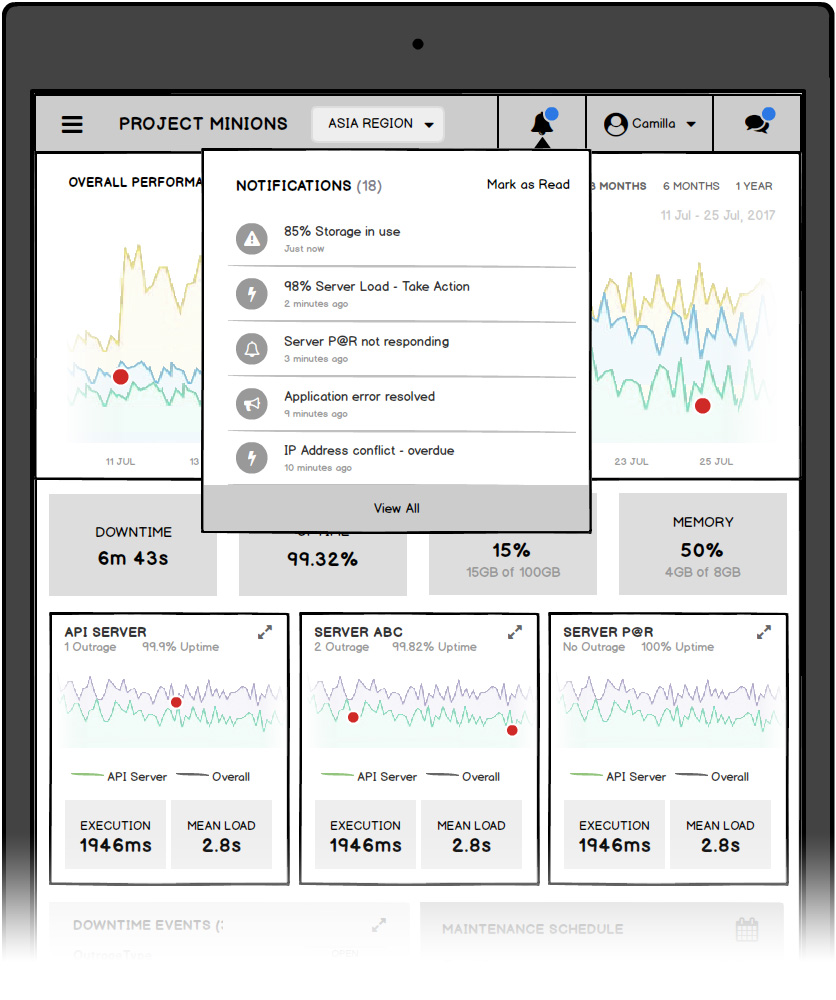 PROJECT MINIONS
ASIA REGION
Camilla
OVERALL
NOTIFICATIONS (18)
Mark as Read
MONTHS
6 MONTHS
1 YEAR
11 Jul - 25 Jul, 2017
85% Storage in use
Just now
98% Server Load - Take Action
2 minutes ago
Server P@R not responding
3 minutes ago
Application error resolved
9 minutes ago
IP Address conflict - overdue
10 minutes ago
View All
11 JUL
13
23 JUL
25 JUL
DOWNTIME
6m 43s
99.32%
15%
15GB of 100GB
MEMORY
50%
4GB of 8GB
API SERVER
1 Outrage 99.9% Uptime
API Server Overall
EXECUTION
1946ms
MEAN LOAD
2.8s
SERVER ABC
2 Outrage 99.82% Uptime
API Server Overall
EXECUTION
1946ms
MEAN LOAD
2.8s
SERVER P@R
No Outrage 100% Uptime
API Server Overall
EXECUTION
1946ms
MEAN LOAD
2.8s
DOWNTIME EVENTS
MAINTENANCE SCHEDULE